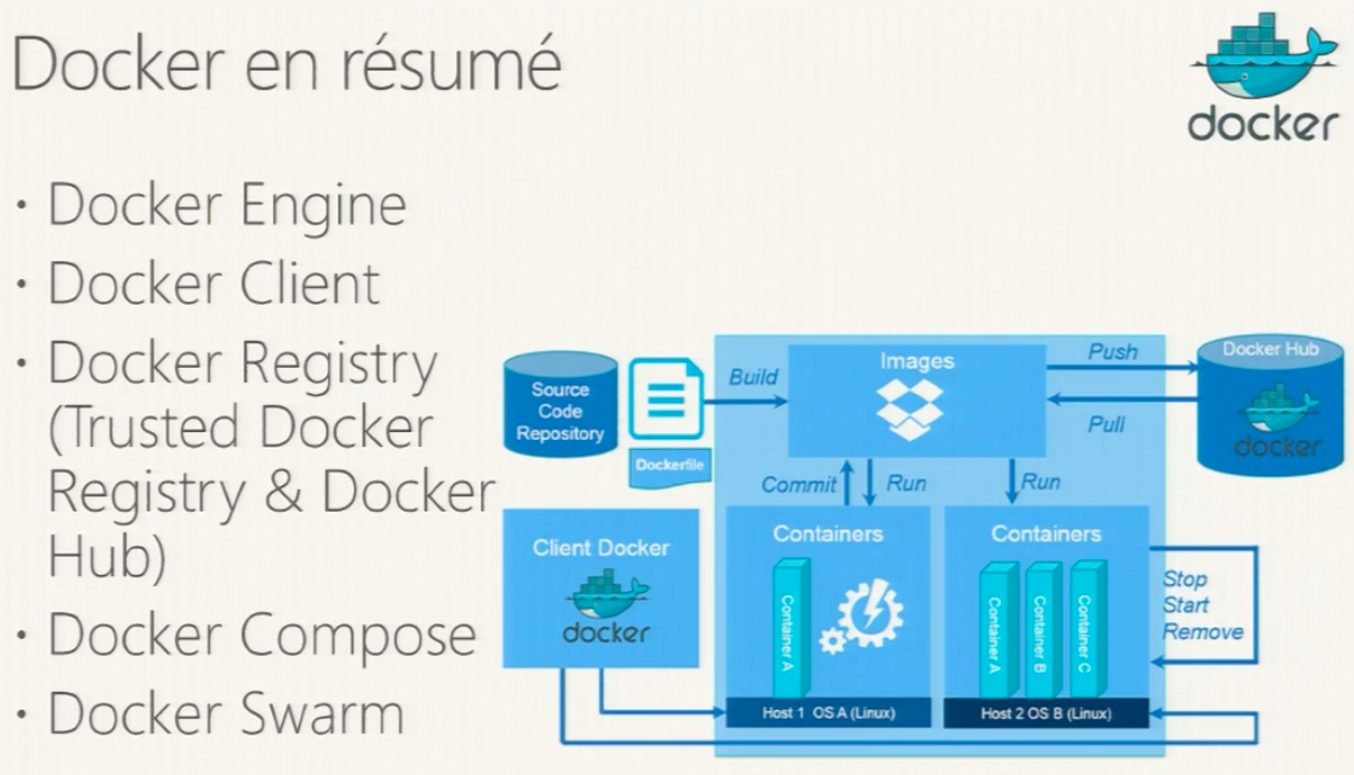 Docker en résumé
docker
• Docker Engine
• Docker Client
• Docker Registry
(Trusted Docker
Registry & Docker
Hub)
• Docker Compose
• Docker Swarm
Source
Code
Repository
Dockerfile
Build
Images
Push
Pull
Docker Hub
docker
Commit
Run
Run
Client Docker
docker
Containers
Container A
Host 1 OS A (Linux)
Containers
Container A
Container B
Container C
Host 2 OS B (Linux)
Stop
Start
Remove